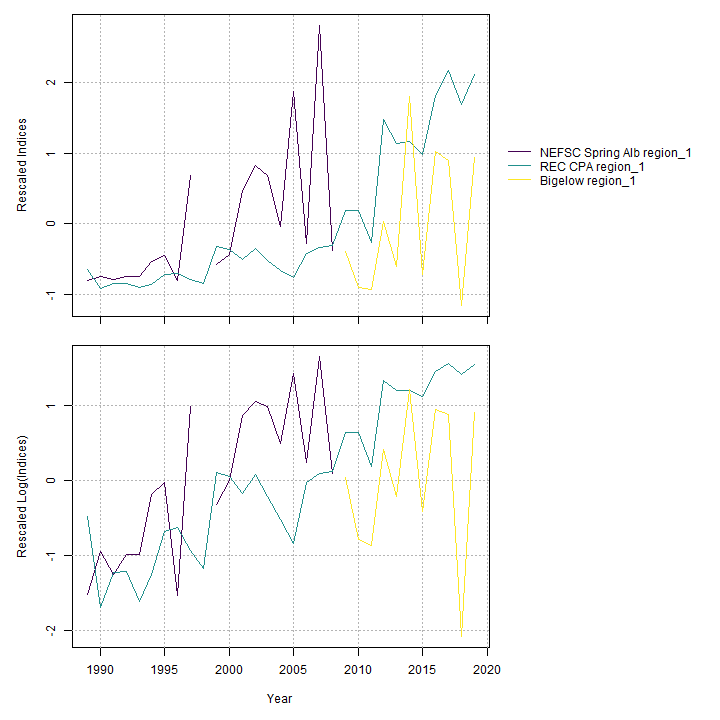 2
1
0
-1
Rescaled Indices
NEFSC Spring Alb region_1
REC CPA region_1
Bigelow region_1
1
0
-1
-2
Rescaled Log(Indices)
1990 1995 2000 2005 2010 2015 2020
Year